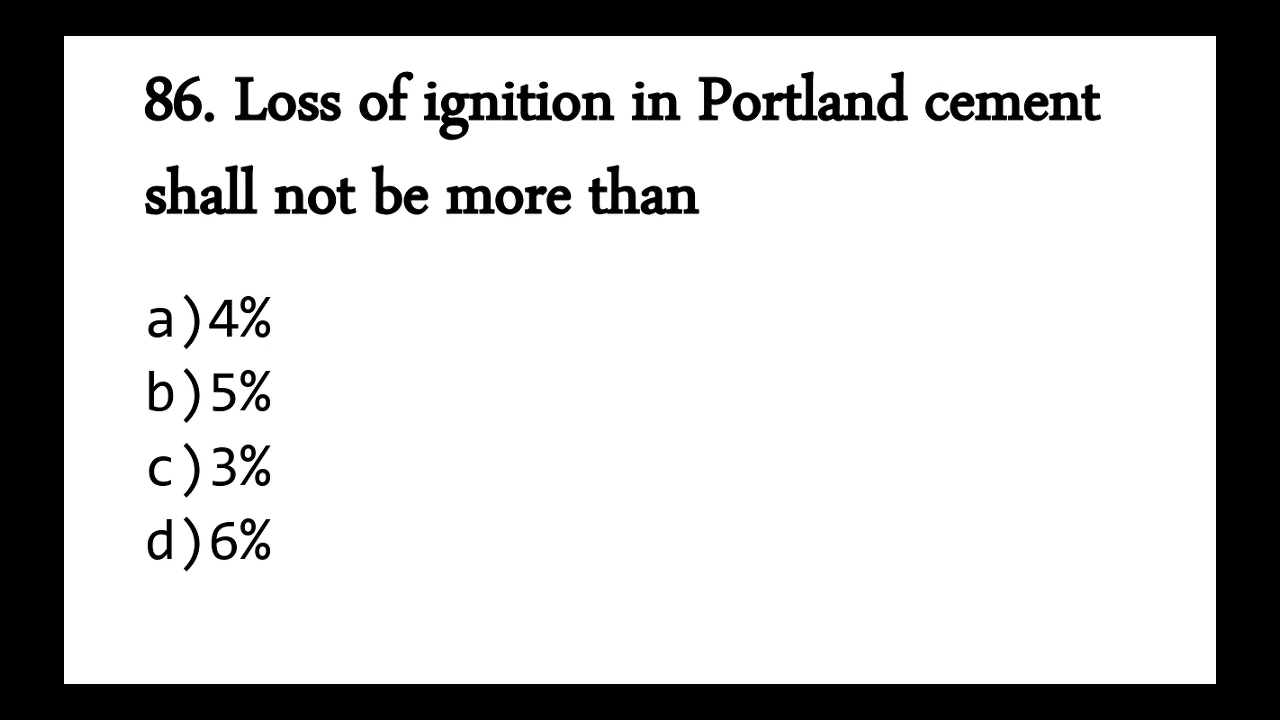 86. Loss of ignition in Portland cement
shall not be more than
a)4%
b)5%
c)3%
d)6%